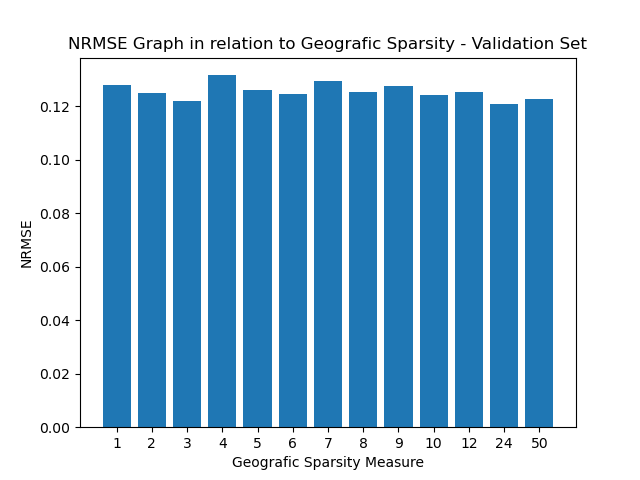 NRMSE Graph in relation to Geografic Sparsity - Validation Set
NRMSE
0.12
0.10
0.08
0.06
0.04
0.02
0.00
1 2 3 4 5 6 7 8 9 10 12 24 50
Geografic Sparsity Measure